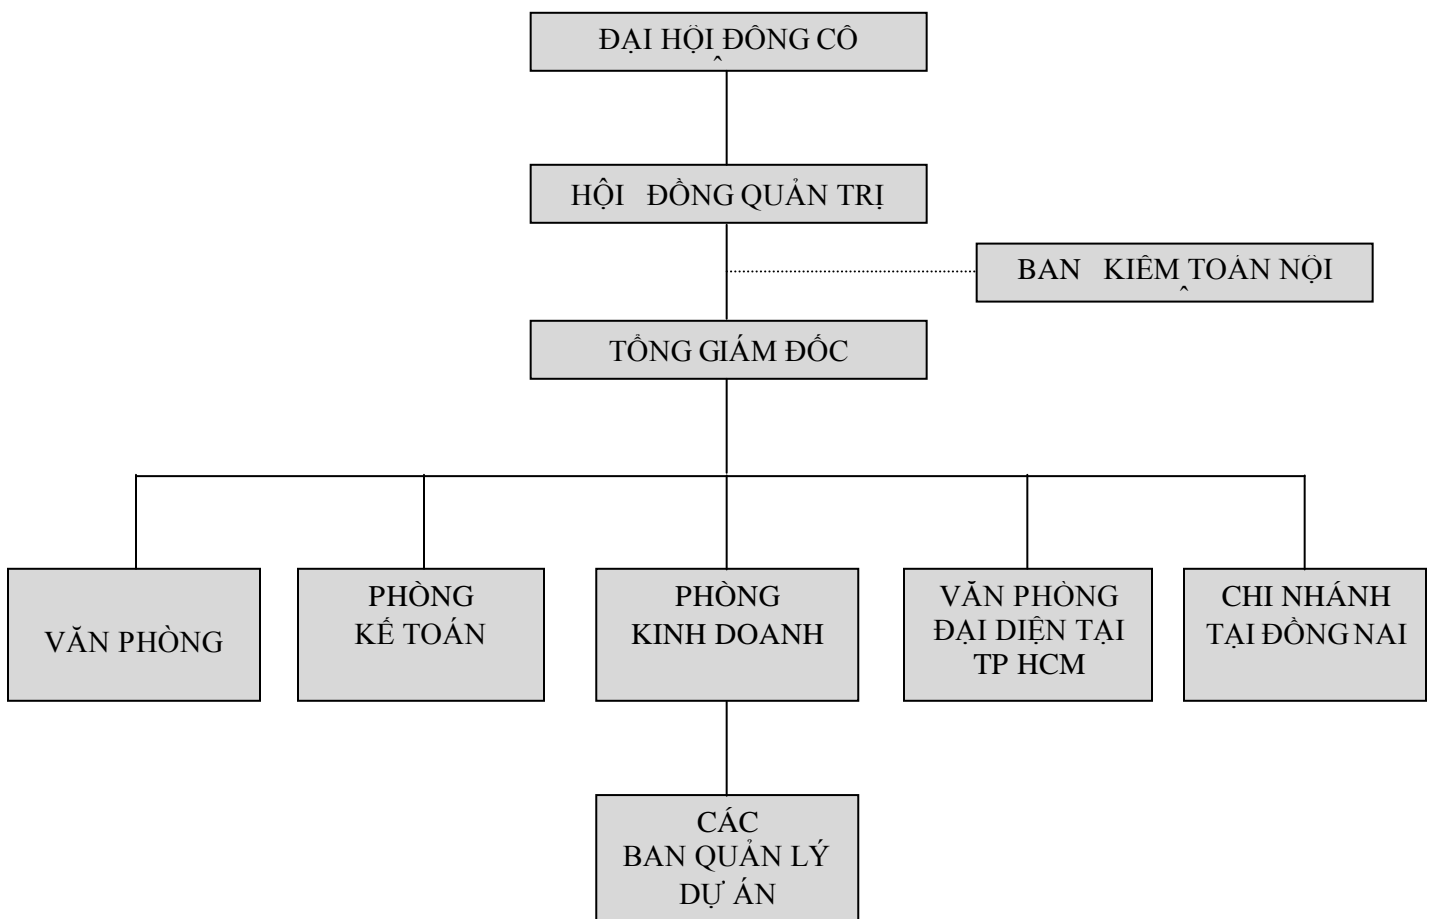 ĐẠI HỘI ĐÔNG CÔ
HỘI ĐỒNG QUẢN TRỊ
BAN KIÊM TOÁN NỘI
TỔNG GIÁM ĐỐC
VĂN PHÒNG
PHÒNG
KẾ TOÁN
PHÒNG
KINH DOANH
VĂN PHÒNG
ĐẠI DIỆN TẠI
TP HCM
CHI NHÁNH
TẠI ĐỒNG NAI
CÁC
BAN QUẢN LÝ
DỰ ÁN